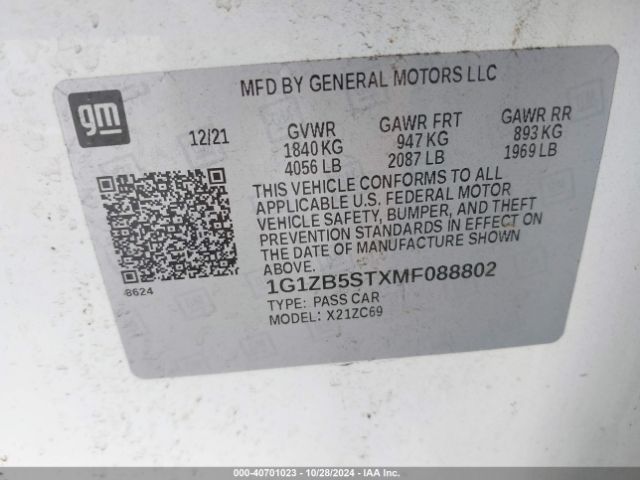 MFD BY GENERAL MOTORS LLC
gm
12/21
GVWR GAWR FRT GAWR RR
1840 KG 947 KG 893 KG
4056 LB 2087 LB 1969 LB
THIS VEHICLE CONFORMS TO ALL
APPLICABLE U.S. FEDERAL MOTOR
VEHICLE SAFETY, BUMPER, AND THEFT
PREVENTION STANDARDS IN EFFECT ON
THE DATE OF MANUFACTURE SHOWN
ABOVE.
8624
1G1ZB5STXMF088802
TYPE: PASS CAR
MODEL: X21ZC69
000-40701023 - 10/28/2024 - IAA Inc.